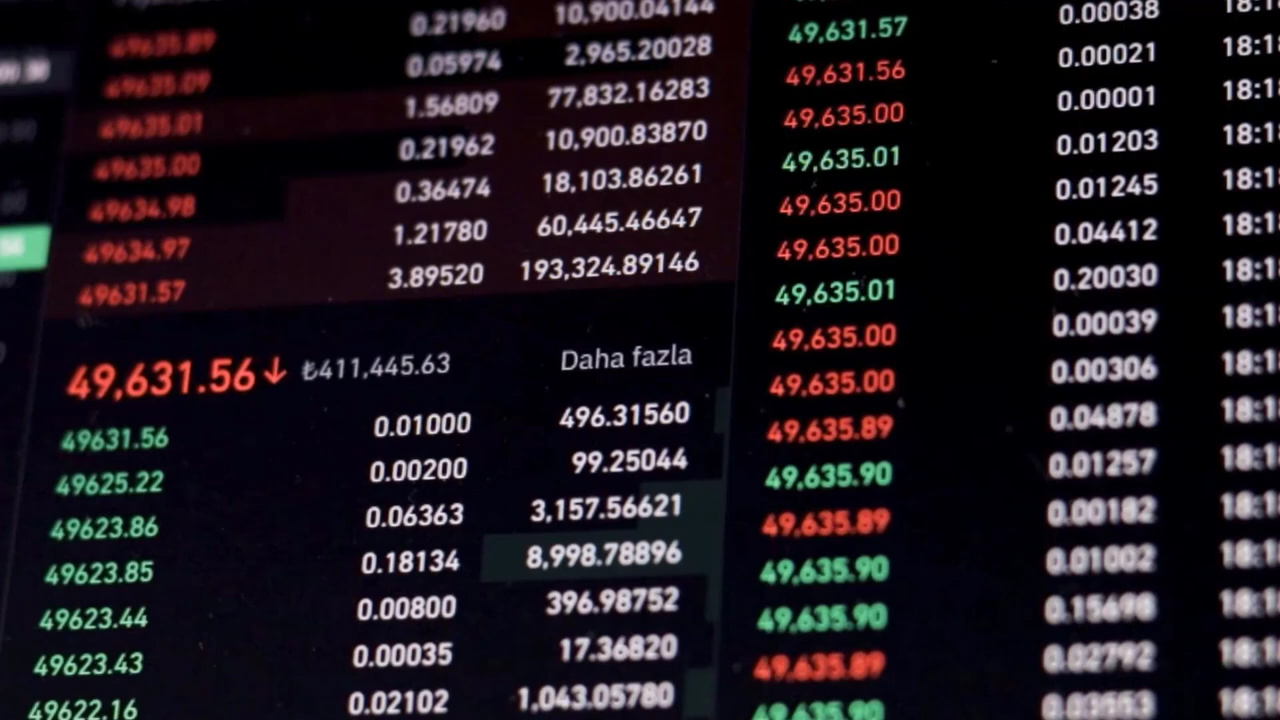 49635.89 0.21960 10,900.04144
49635.09 0.05974 2,965.20028
49635.01 1.56809 77,832.16283
49635.00 0.21962 10,900.83870
49634.98 0.36474 18,103.86261
49634.97 1.21780 60,445.46647
49631.57 3.89520 193,324.89146
49,631.56↓ ₺411,445.63 Daha fazla
49631.56 0.01000 496.31560
49625.22 0.00200 99.25044
49623.86 0.06363 3,157.56621
49623.85 0.18134 8,998.78896
49623.44 0.00800 396.98752
49623.43 0.00035 17.36820
49622.16 0.02102 1,043.05780
0.00038
49,631.57 0.00021
49,631.56 0.00001
49,635.00 0.01203
49,635.01 0.01245
49,635.00 0.04412
49,635.00 0.20030
49,635.01 0.00039
49,635.00 0.00306
49,635.00 0.04878
49,635.89 0.01257
49,635.90 0.00182
49,635.89 0.01002
49,635.90 0.15698
49,635.90 0.02792
49,635.89
49,635.90